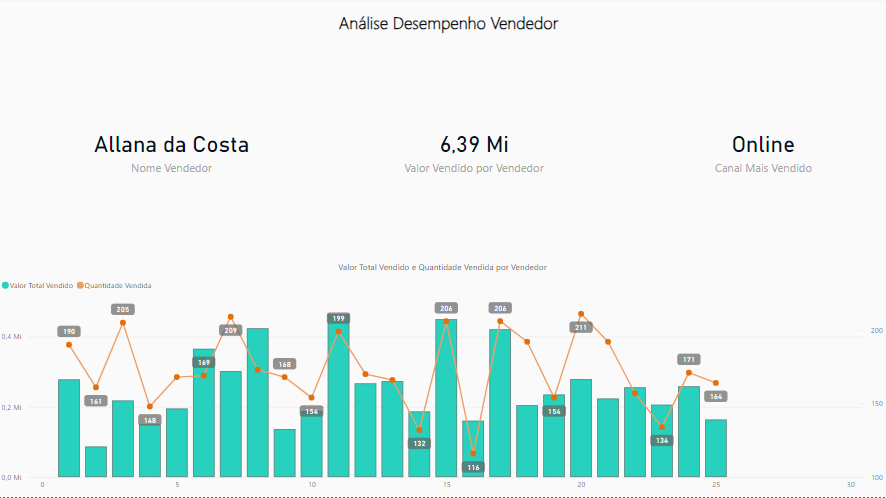 Análise Desempenho Vendedor
Allana da Costa
6,39 Mi
Online
Nome Vendedor
Valor Vendido por Vendedor
Canal Mais Vendido
Valor Total Vendido e Quantidade Vendida por Vendedor
Valor Total Vendido Quantidade Vendida
190 161 205 148 169 209 168 154 199 132 206 116 206 154 211 134 171 164
0,4 Mi 200
0,2 Mi 150
0,0 Mi 100
0 5 10 15 20 25 30